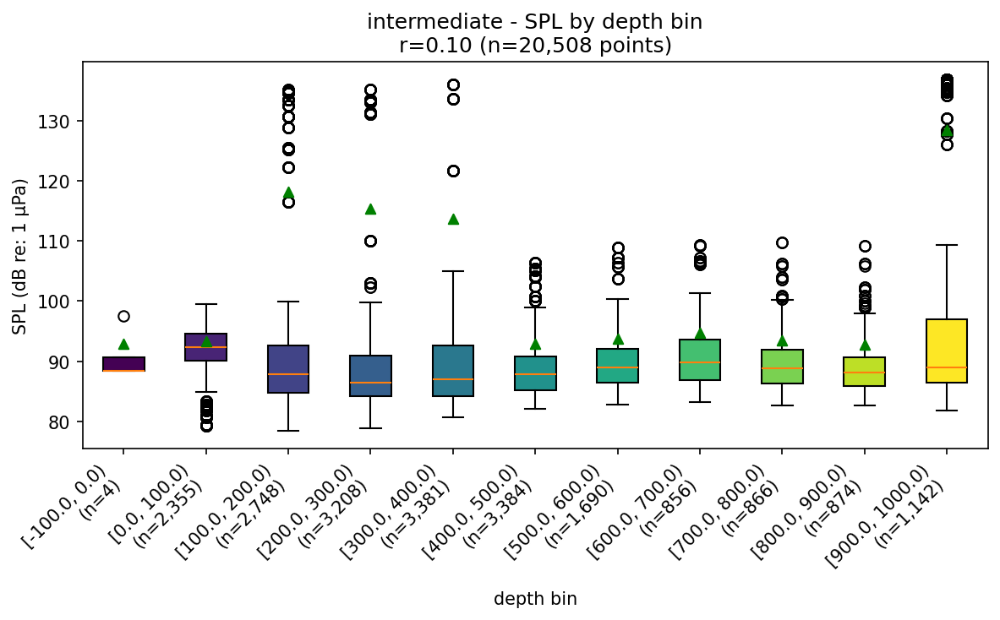 intermediate - SPL by depth bin
r=0.10 (n=20,508 points)
SPL (dB re: 1 μPa)
130
120
110
100
90
80
[-100.0, 0.0)
(n=4)
[0.0, 100.0)
(n=2,355)
[100.0, 200.0)
(n=2,748)
[200.0, 300.0)
(n=3,208)
[300.0, 400.0)
(n=3,381)
[400.0, 500.0)
(n=3,384)
[500.0, 600.0)
(n=1,690)
[600.0, 700.0)
(n=856)
[700.0, 800.0)
(n=866)
[800.0, 900.0)
(n=874)
[900.0, 1000.0)
(n=1,142)
depth bin